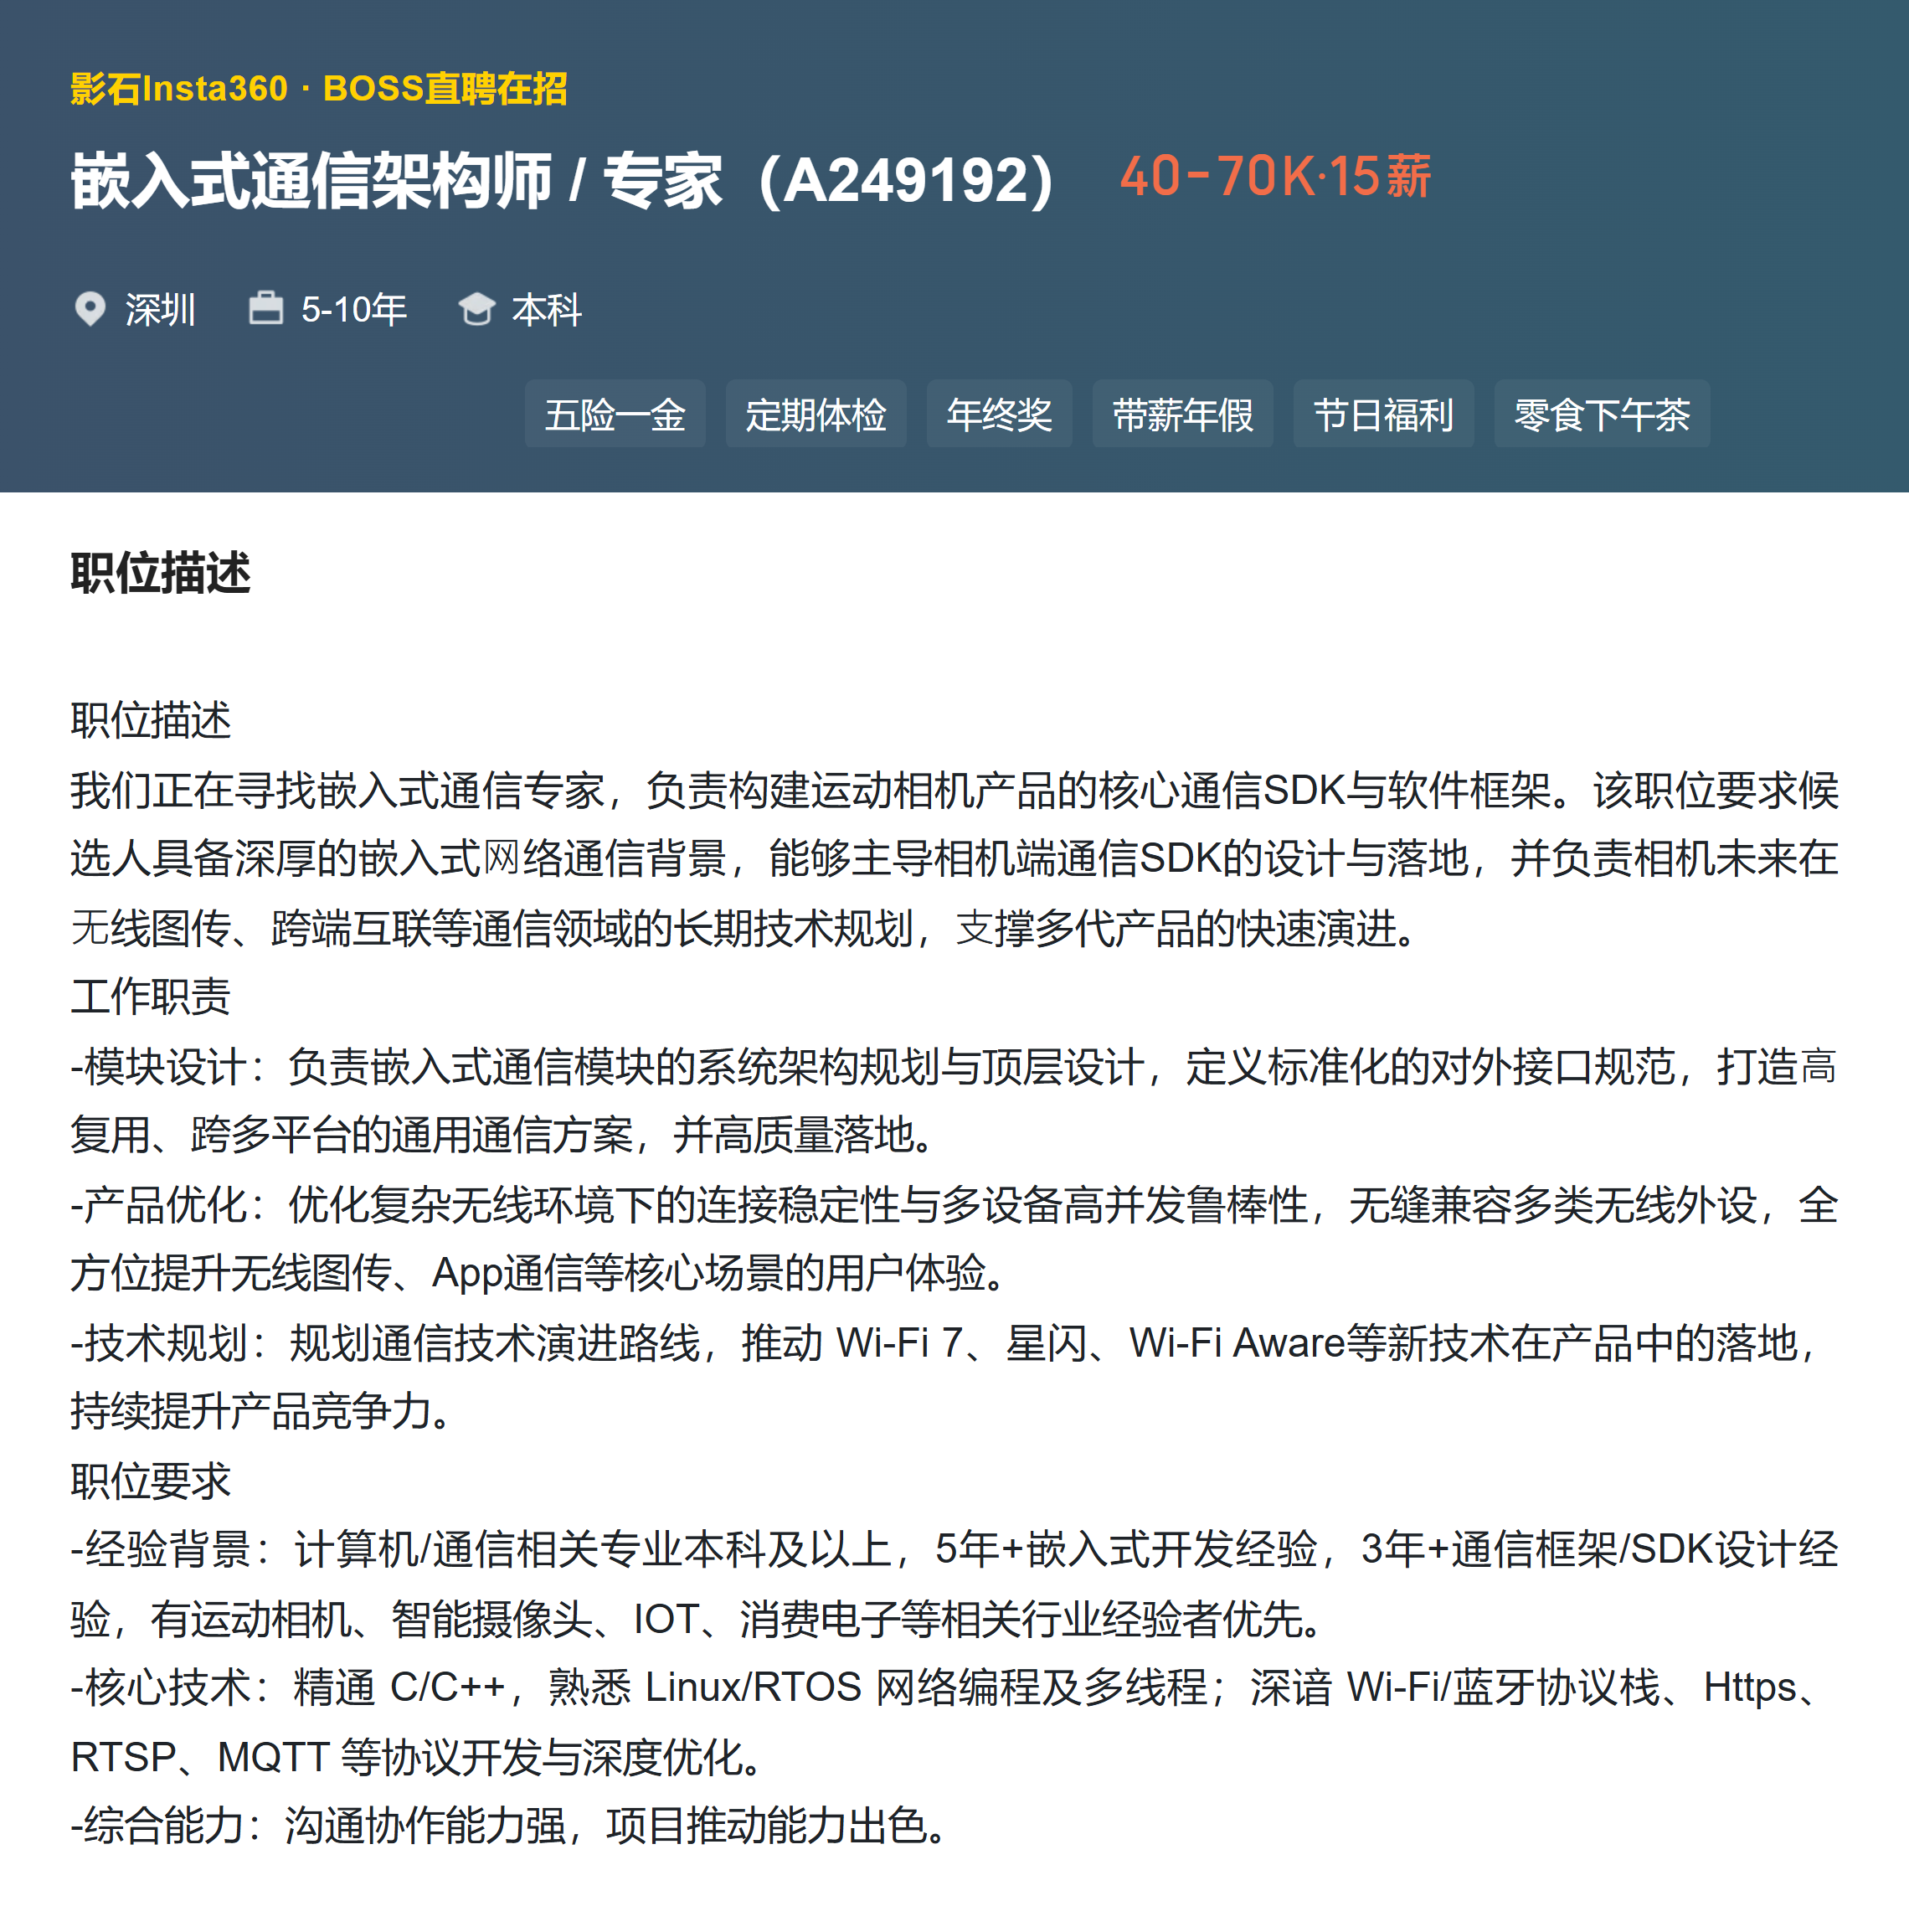 影石Insta360 · BOSS直聘在招
嵌入式通信架构师 / 专家（A249192） 40-70K·15薪
深圳 5-10年 本科
五险一金 定期体检 年终奖 带薪年假 节日福利 零食下午茶
职位描述
职位描述
我们正在寻找嵌入式通信专家，负责构建运动相机产品的核心通信SDK与软件框架。该职位要求候
选人具备深厚的嵌入式网络通信背景，能够主导相机端通信SDK的设计与落地，并负责相机未来在
无线图传、跨端互联等通信领域的长期技术规划，支撑多代产品的快速演进。
工作职责
-模块设计：负责嵌入式通信模块的系统架构规划与顶层设计，定义标准化的对外接口规范，打造高
复用、跨多平台的通用通信方案，并高质量落地。
-产品优化：优化复杂无线环境下的连接稳定性与多设备高并发鲁棒性，无缝兼容多类无线外设，全
方位提升无线图传、App通信等核心场景的用户体验。
-技术规划：规划通信技术演进路线，推动 Wi-Fi 7、星闪、Wi-Fi Aware等新技术在产品中的落地，
持续提升产品竞争力。
职位要求
-经验背景：计算机/通信相关专业本科及以上，5年+嵌入式开发经验，3年+通信框架/SDK设计经
验，有运动相机、智能摄像头、IOT、消费电子等相关行业经验者优先。
-核心技术：精通 C/C++，熟悉 Linux/RTOS 网络编程及多线程；深谙 Wi-Fi/蓝牙协议栈、Https、
RTSP、MQTT 等协议开发与深度优化。
-综合能力：沟通协作能力强，项目推动能力出色。